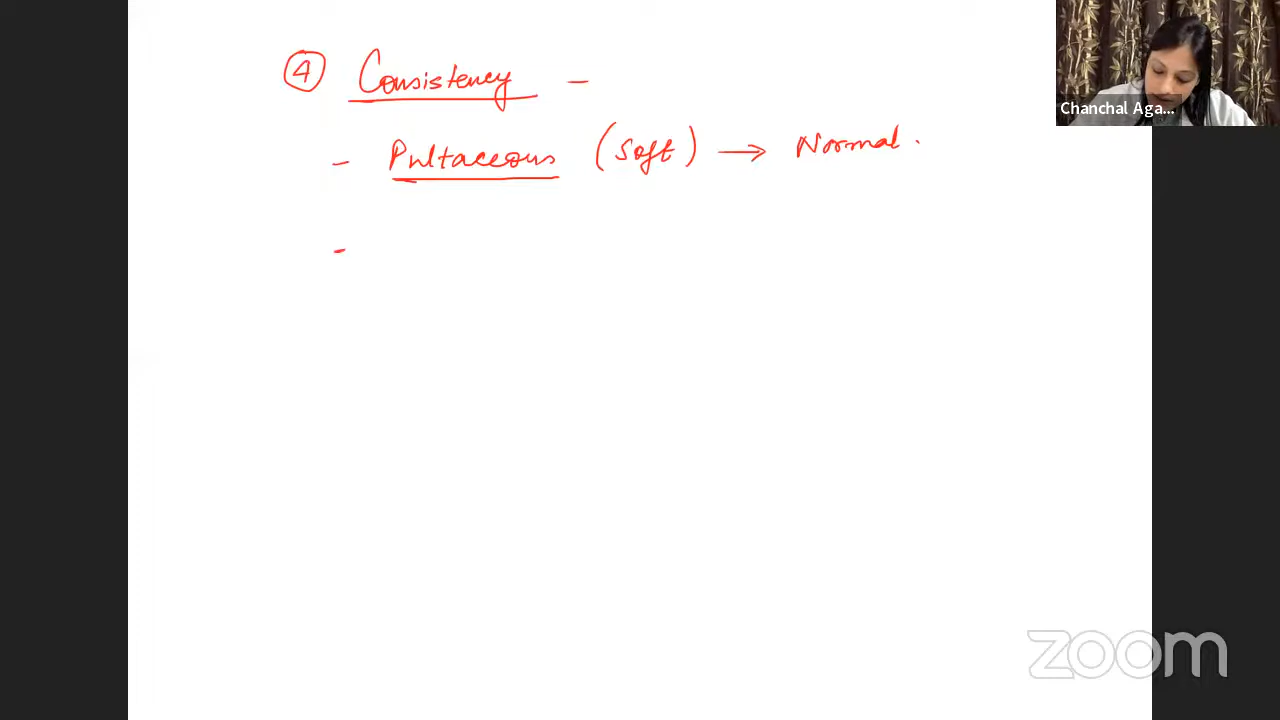 ④ Consistency -
- Pultaceous (Soft) → Normal.
-
Chanchal Aga...
zoom